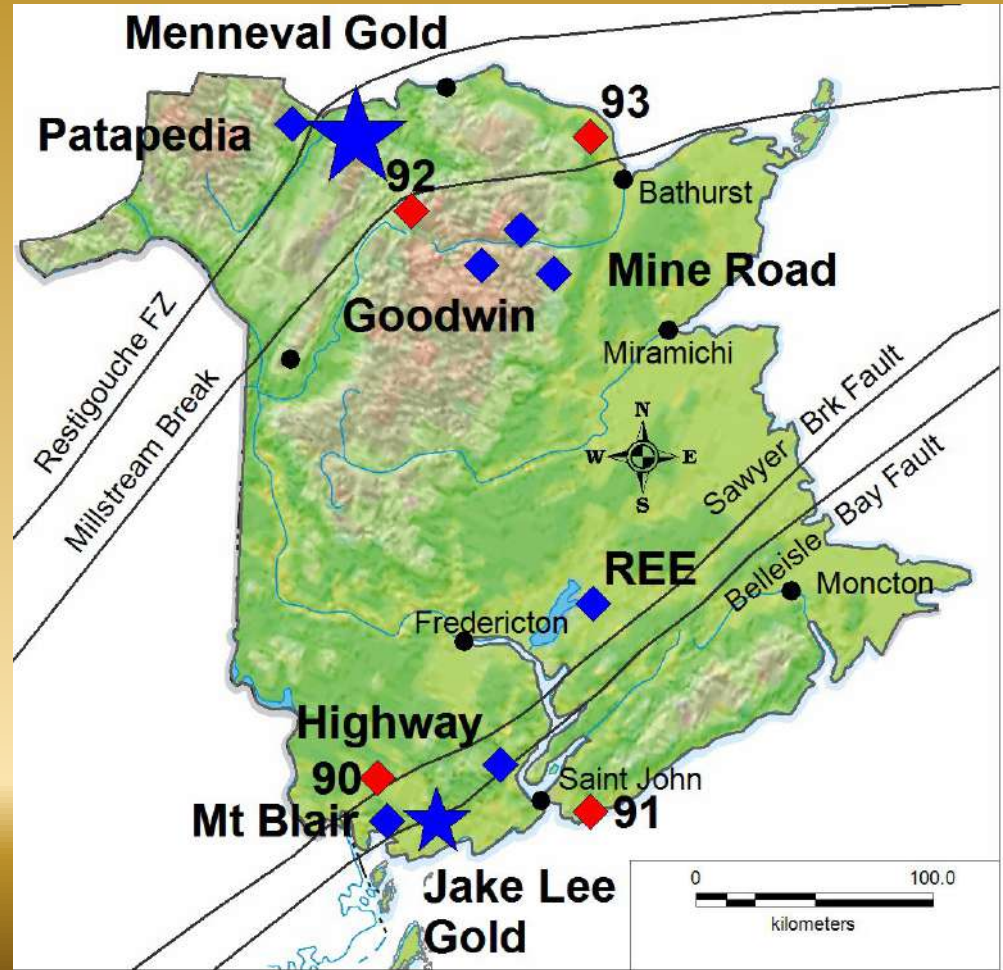 Menneval Gold
Patapedia
93
92
Bathurst
Mine Road
Goodwin
Miramichi
Restigouche FZ
Millstream Break
N
W E
S
Sawyer Brk Fault
Belleisle Bay Fault
REE
Moncton
Fredericton
Highway
90
Saint John
Mt Blair
91
Jake Lee
Gold
0 100.0
kilometers